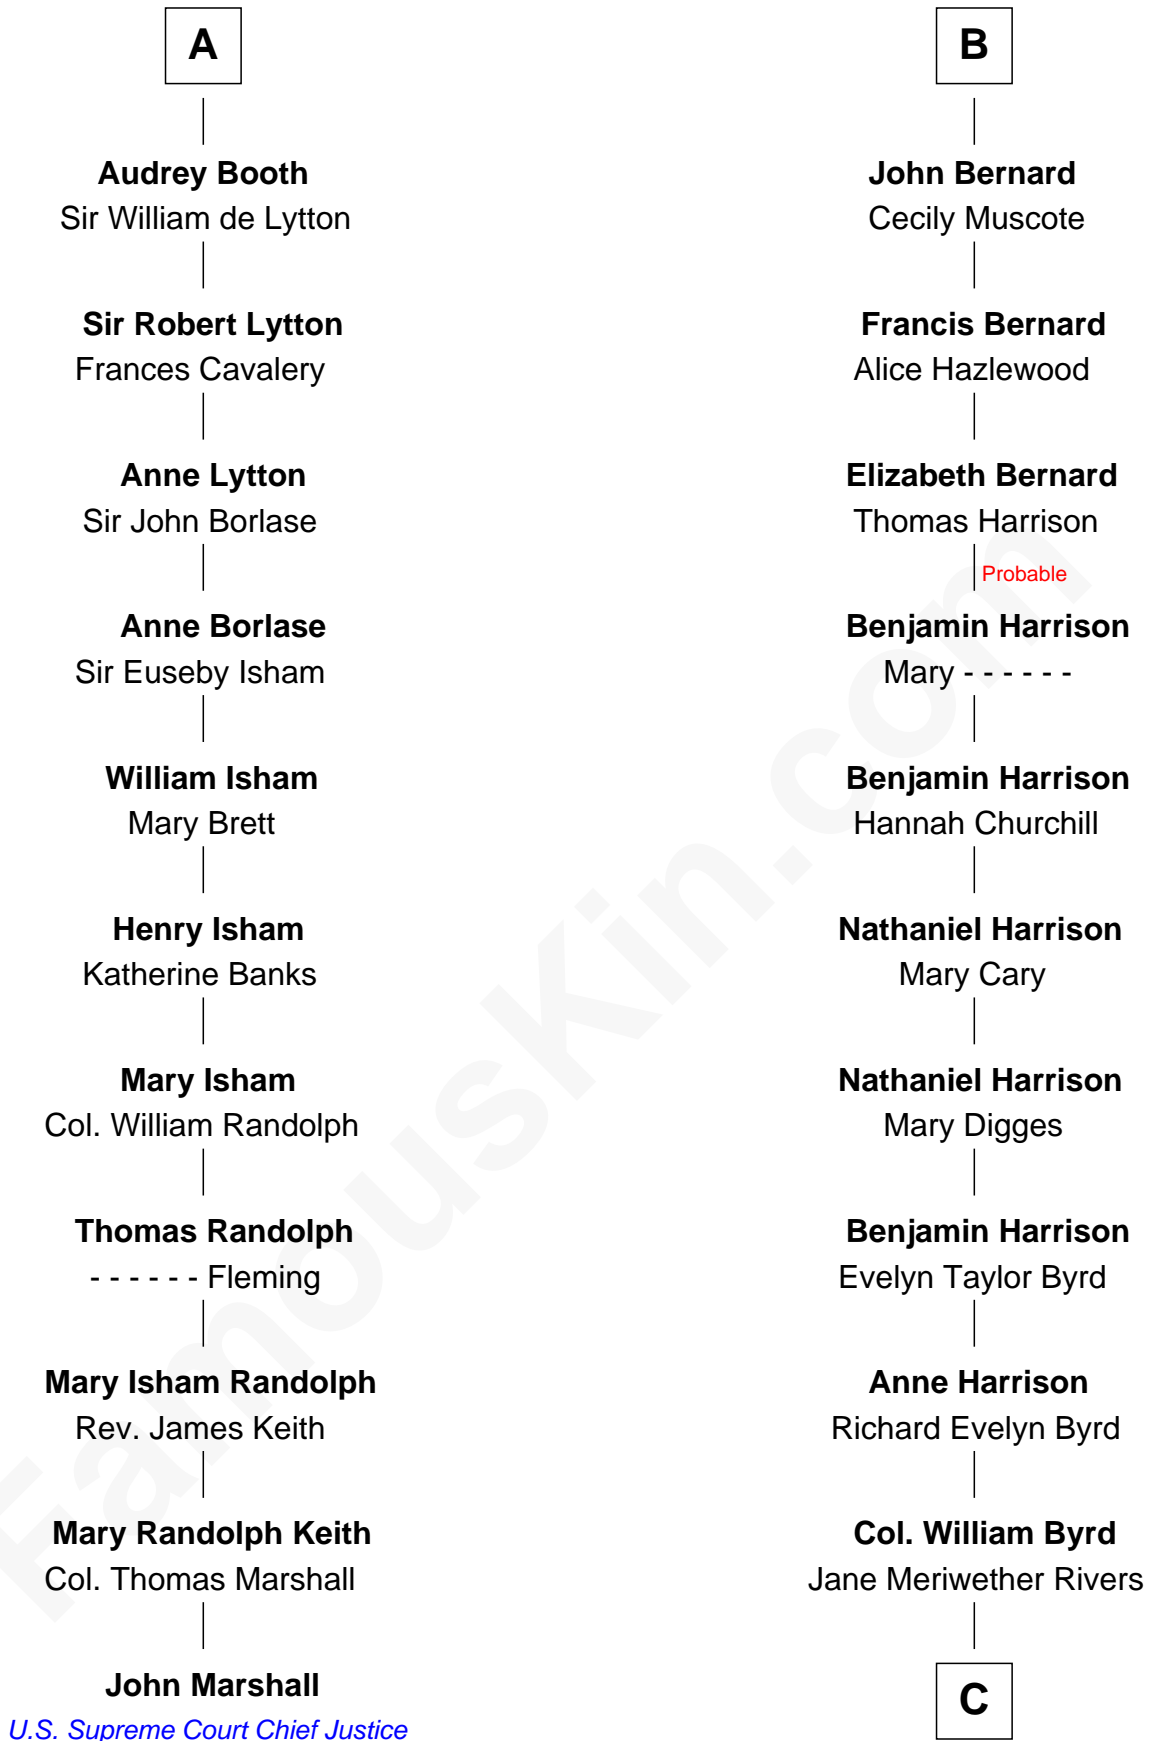 A
Audrey Booth
Sir William de Lytton
Sir Robert Lytton
Frances Cavalery
Anne Lytton
Sir John Borlase
Anne Borlase
Sir Euseby Isham
William Isham
Mary Brett
Henry Isham
Katherine Banks
Mary Isham
Col. William Randolph
Thomas Randolph
- - - - - - Fleming
Mary Isham Randolph
Rev. James Keith
Mary Randolph Keith
Col. Thomas Marshall
John Marshall
U.S. Supreme Court Chief Justice
B
John Bernard
Cecily Muscote
Francis Bernard
Alice Hazlewood
Elizabeth Bernard
Thomas Harrison
Probable
Benjamin Harrison
Mary - - - - - -
Benjamin Harrison
Hannah Churchill
Nathaniel Harrison
Mary Cary
Nathaniel Harrison
Mary Digges
Benjamin Harrison
Evelyn Taylor Byrd
Anne Harrison
Richard Evelyn Byrd
Col. William Byrd
Jane Meriwether Rivers
C
FamousKin.com